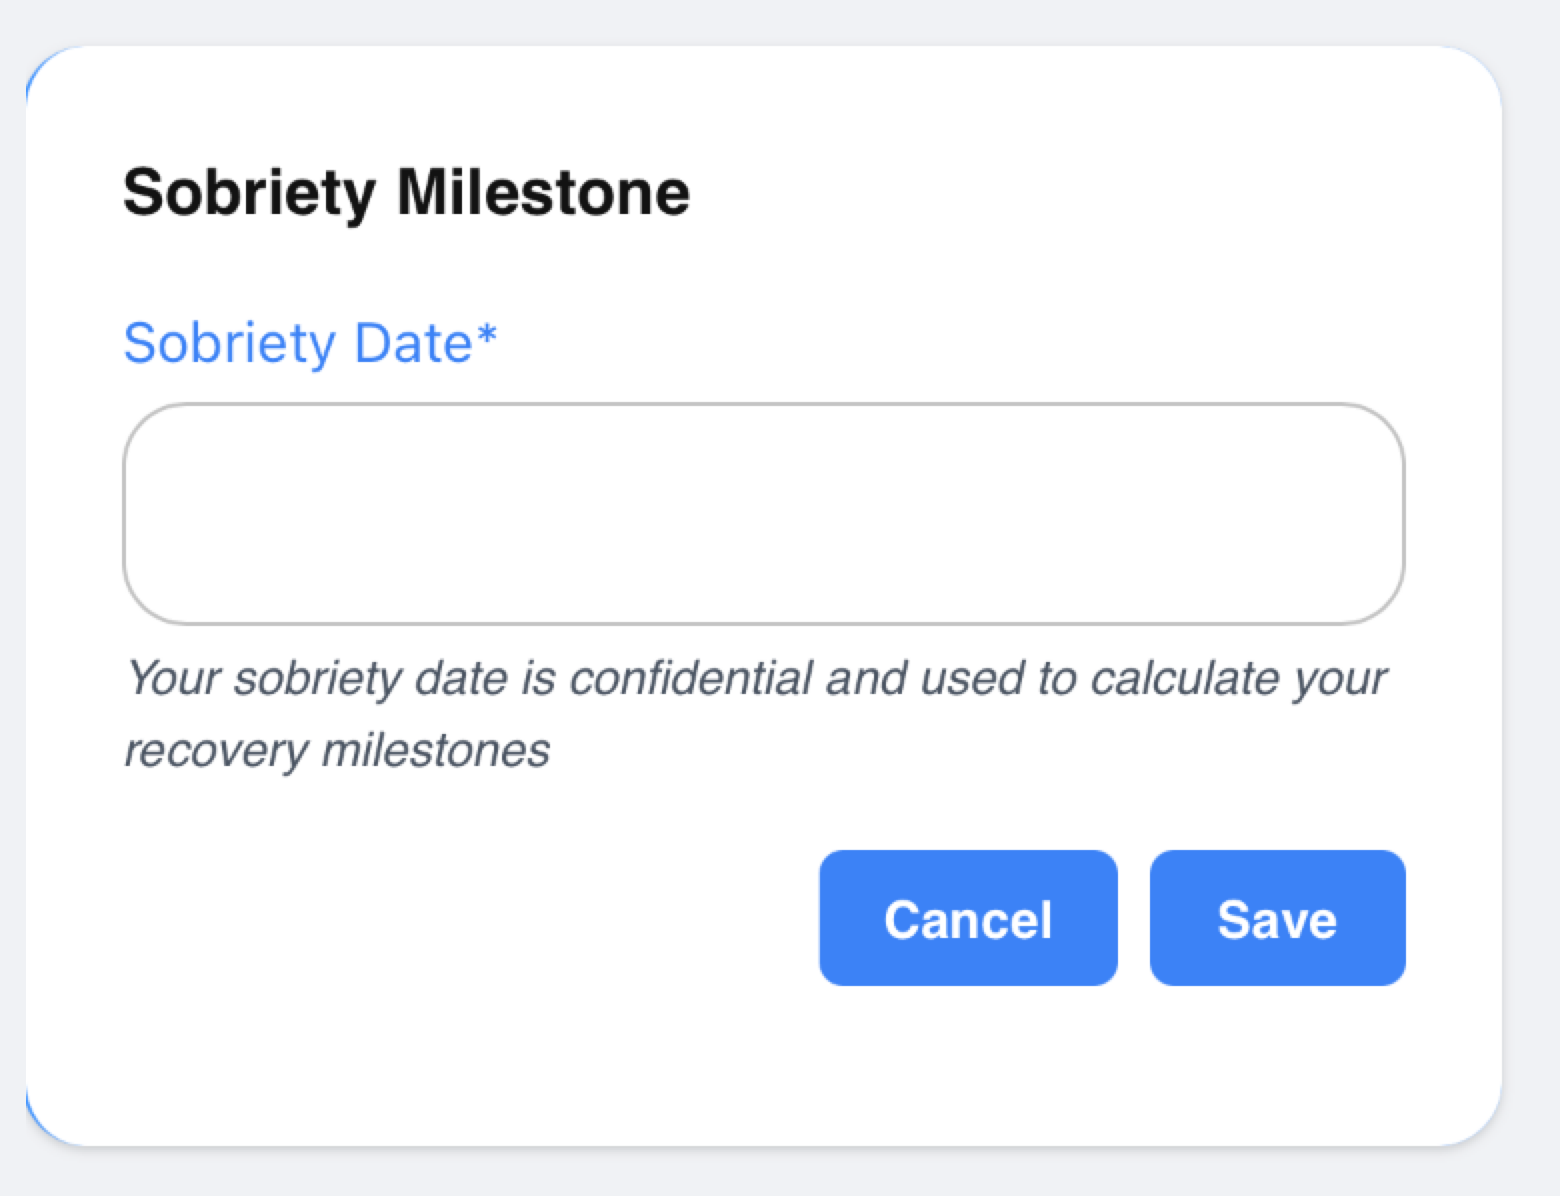 Sobriety Milestone
Sobriety Date*
Your sobriety date is confidential and used to calculate your
recovery milestones
Cancel Save